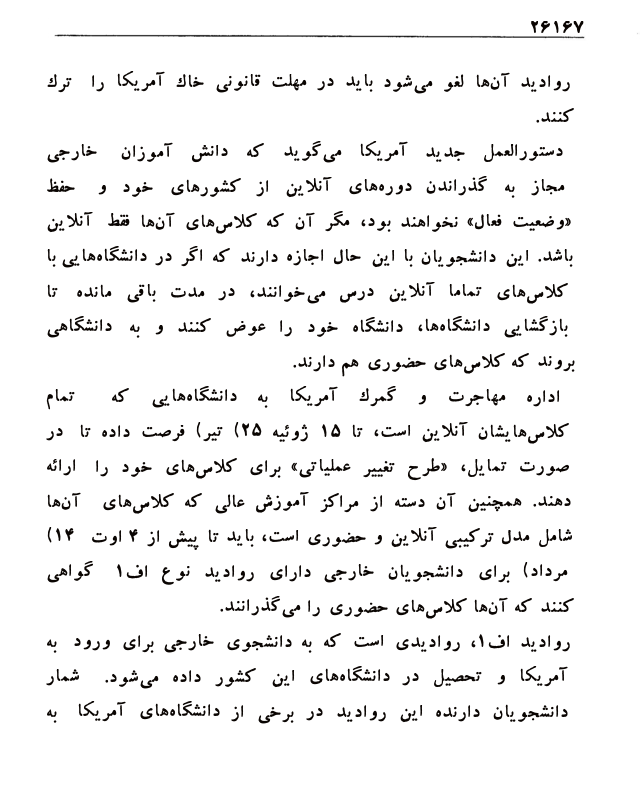 ۲۶۱۶۷
روادید آن‌ها لغو می‌شود باید در مهلت قانونی خاك آمریکا را ترك
کنند.
دستورالعمل جدید آمریکا می‌گوید که دانش آموزان خارجی
مجاز به گذراندن دوره‌های آنلاین از کشورهای خود و حفظ
«وضعیت فعال» نخواهند بود، مگر آن که کلاس‌های آن‌ها فقط آنلاین
باشد. این دانشجویان با این حال اجازه دارند که اگر در دانشگاه‌هایی با
کلاس‌های تماما آنلاین درس می‌خوانند، در مدت باقی مانده تا
بازگشایی دانشگاه‌ها، دانشگاه خود را عوض کنند و به دانشگاهی
بروند که کلاس‌های حضوری هم دارند.
اداره مهاجرت و گمرك آمریکا به دانشگاه‌هایی که تمام
کلاس‌هایشان آنلاین است، تا ۱۵ ژوئیه ۲۵) تیر) فرصت داده تا در
صورت تمایل، «طرح تغییر عملیاتی» برای کلاس‌های خود را ارائه
دهند. همچنین آن دسته از مراکز آموزش عالی که کلاس‌های آن‌ها
شامل مدل ترکیبی آنلاین و حضوری است، باید تا پیش از ۴ اوت ۱۴)
مرداد) برای دانشجویان خارجی دارای روادید نوع اف۱ گواهی
کنند که آن‌ها کلاس‌های حضوری را می‌گذرانند.
روادید اف۱، روادیدی است که به دانشجوی خارجی برای ورود به
آمریکا و تحصیل در دانشگاه‌های این کشور داده می‌شود. شمار
دانشجویان دارنده این روادید در برخی از دانشگاه‌های آمریکا به